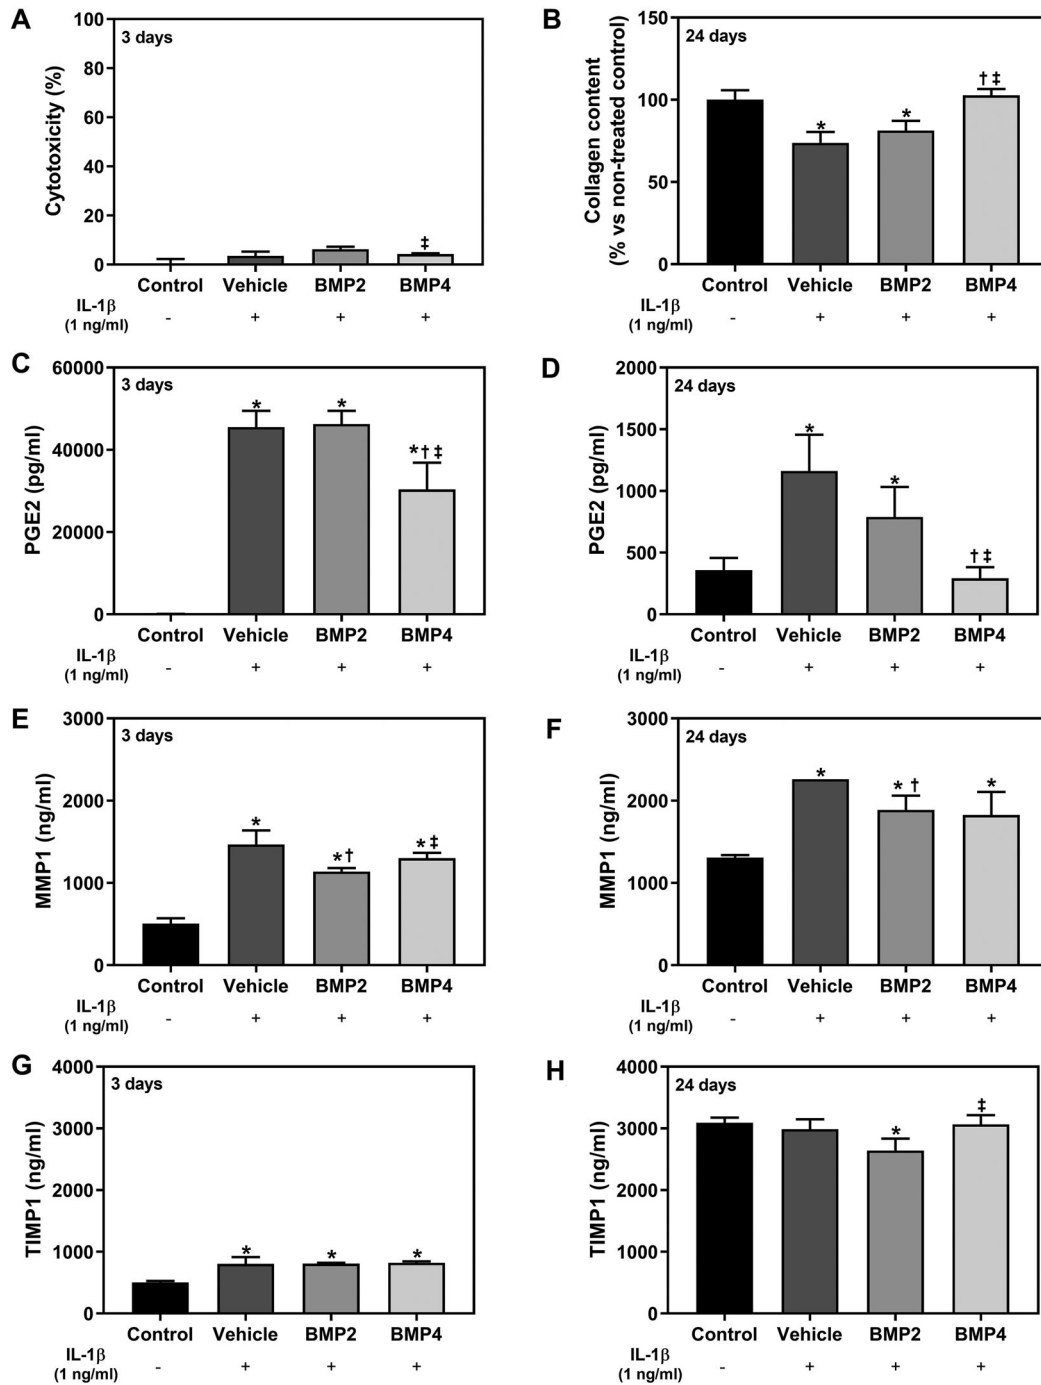 A
3 days
Cytotoxicity (%)
100
80
60
40
20
0
‡
Control Vehicle BMP2 BMP4
IL-1β
(1 ng/ml)
- + + +
B
24 days
Collagen content
(% vs non-treated control)
150
100
50
0
* * †‡
Control Vehicle BMP2 BMP4
IL-1β
(1 ng/ml)
- + + +
C
3 days
PGE2 (pg/ml)
60000
40000
20000
0
* * *†‡
Control Vehicle BMP2 BMP4
IL-1β
(1 ng/ml)
- + + +
D
24 days
PGE2 (pg/ml)
2000
1500
1000
500
0
* * †‡
Control Vehicle BMP2 BMP4
IL-1β
(1 ng/ml)
- + + +
E
3 days
MMP1 (ng/ml)
3000
2000
1000
0
* *† *‡
Control Vehicle BMP2 BMP4
IL-1β
(1 ng/ml)
- + + +
F
24 days
MMP1 (ng/ml)
3000
2000
1000
0
* *† *
Control Vehicle BMP2 BMP4
IL-1β
(1 ng/ml)
- + + +
G
3 days
TIMP1 (ng/ml)
4000
3000
2000
1000
0
* * *
Control Vehicle BMP2 BMP4
IL-1β
(1 ng/ml)
- + + +
H
24 days
TIMP1 (ng/ml)
4000
3000
2000
1000
0
* ‡
Control Vehicle BMP2 BMP4
IL-1β
(1 ng/ml)
- + + +